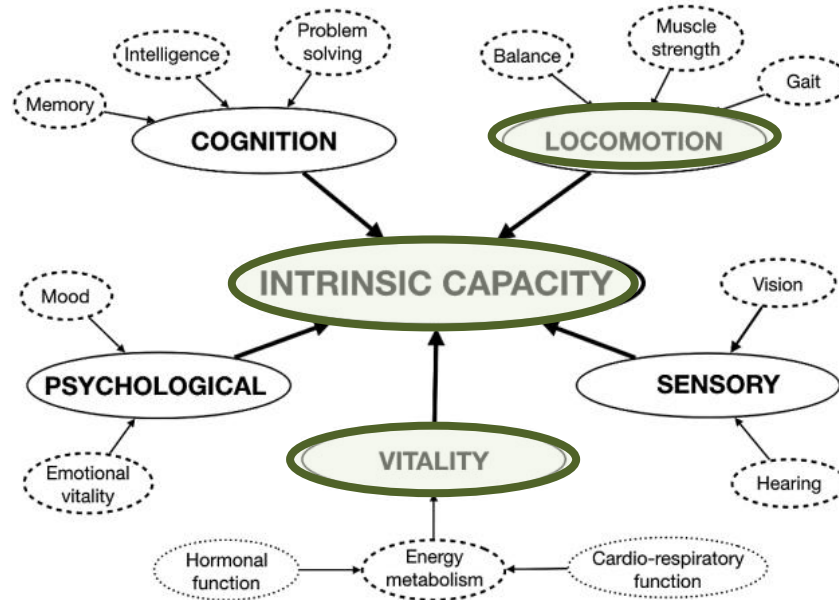 Problem
solving
Intelligence
Memory
COGNITION
Muscle
strength
Balance
Gait
LOCOMOTION
INTRINSIC CAPACITY
Mood
PSYCHOLOGICAL
Emotional
vitality
Vision
SENSORY
Hearing
VITALITY
Hormonal
function
Energy
metabolism
Cardio-respiratory
function